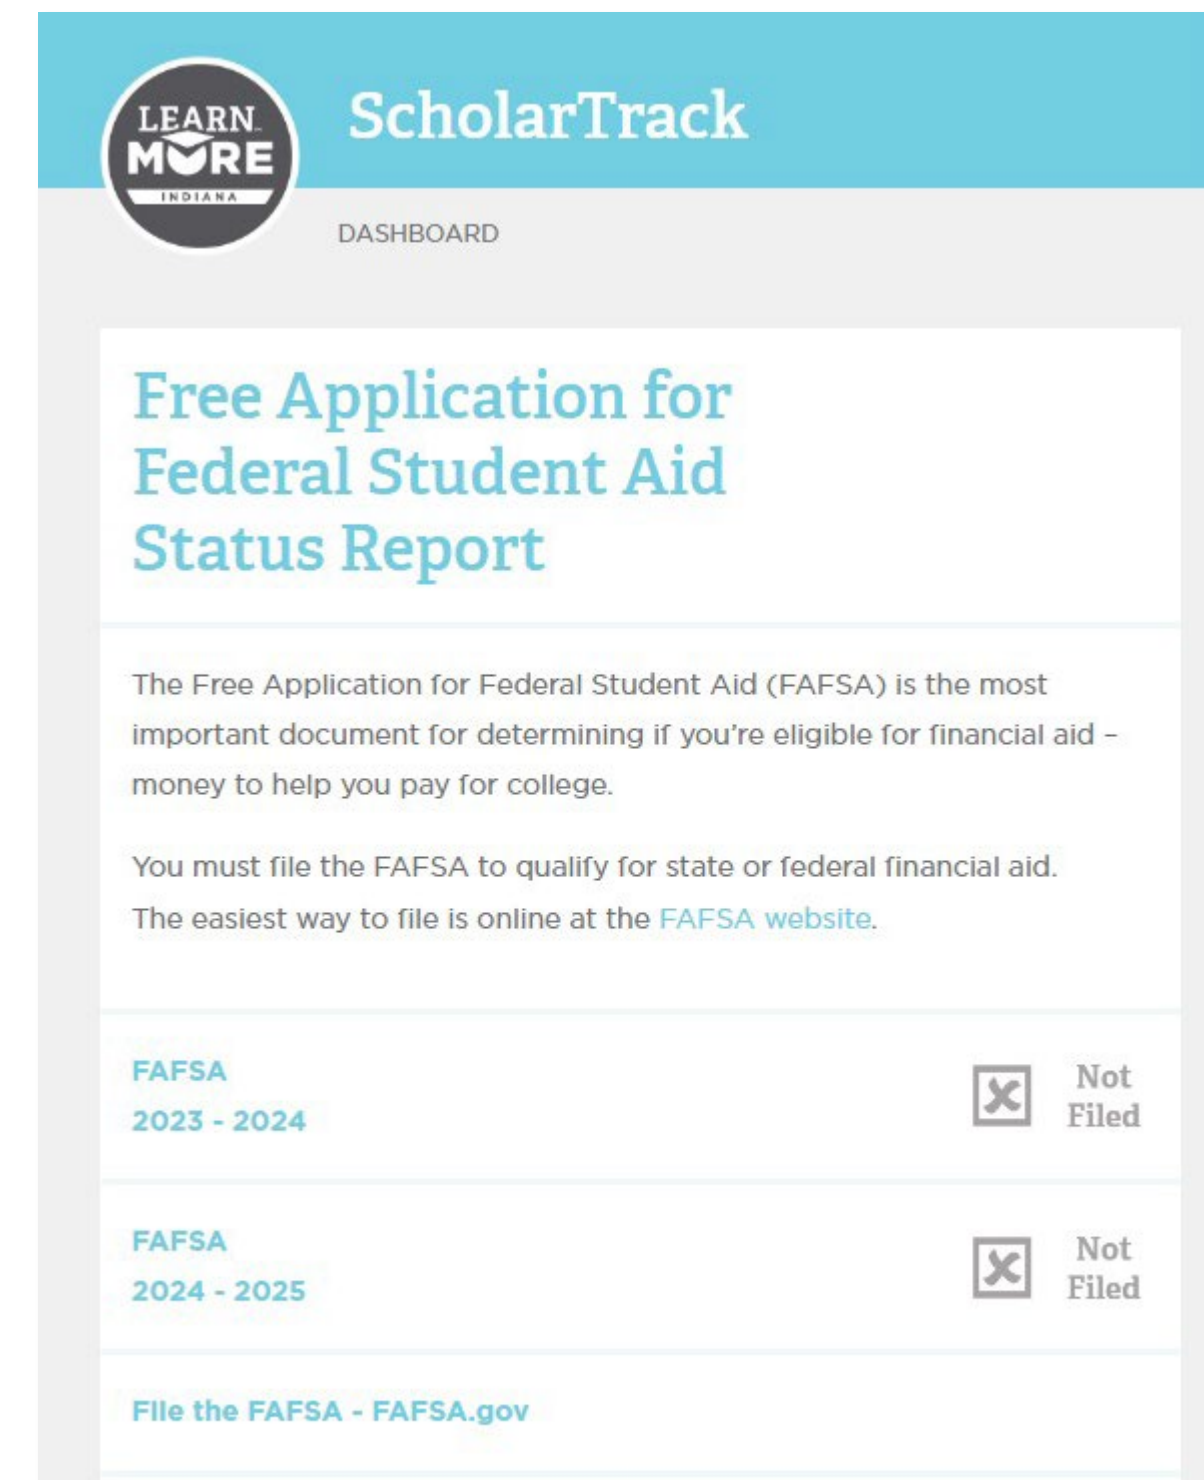 LEARN
MORE
INDIANA
ScholarTrack
DASHBOARD
Free Application for
Federal Student Aid
Status Report
The Free Application for Federal Student Aid (FAFSA) is the most
important document for determining if you're eligible for financial aid –
money to help you pay for college.
You must file the FAFSA to qualify for state or federal financial aid.
The easiest way to file is online at the FAFSA website.
FAFSA
2023 - 2024
Not
Filed
FAFSA
2024 - 2025
Not
Filed
File the FAFSA - FAFSA.gov